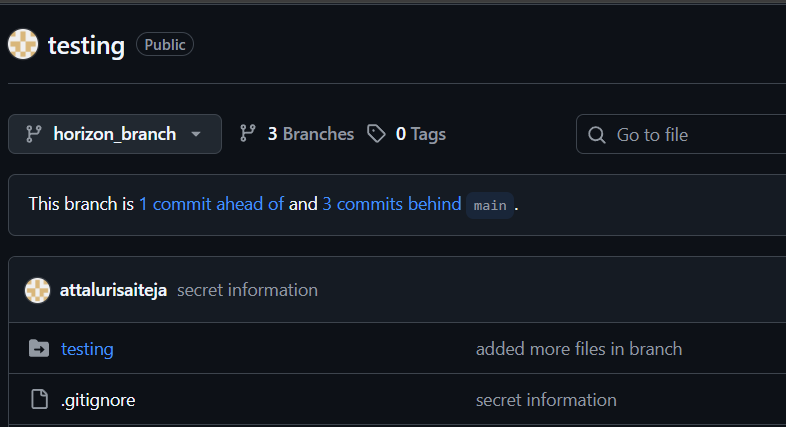 testing Public
horizon_branch 3 Branches 0 Tags Go to file
This branch is 1 commit ahead of and 3 commits behind main .
attalurisaiteja secret information
testing added more files in branch
.gitignore secret information